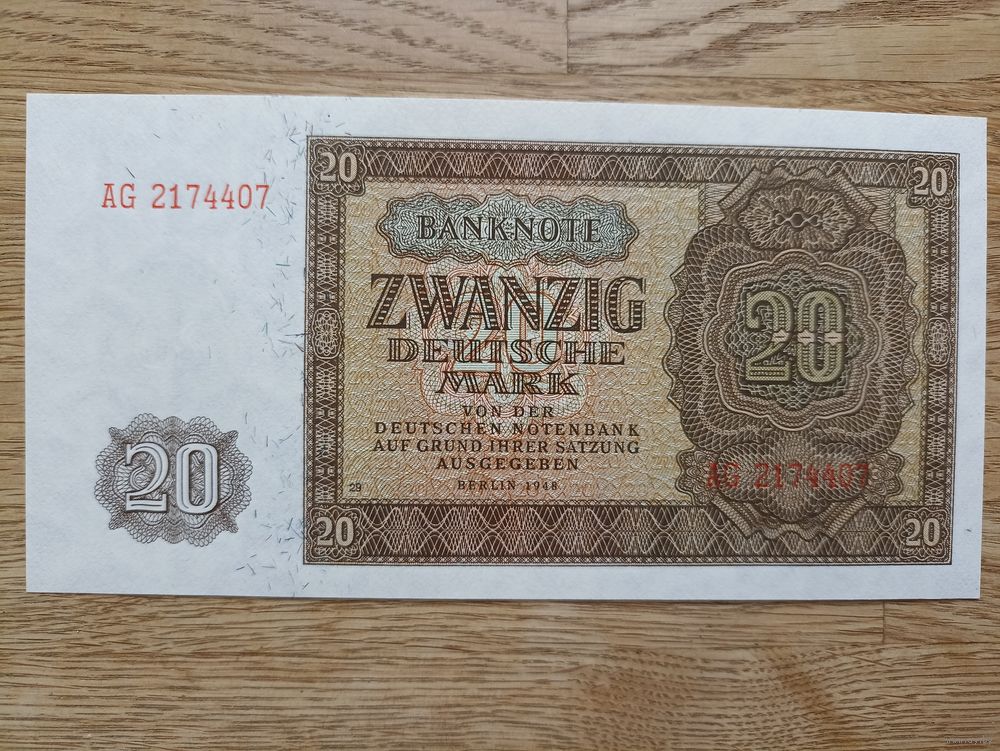 20 20
AG 2174407
BANKNOTE
ZWANZIG
DEUTSCHE
MARK
20
VON DER
DEUTSCHEN NOTENBANK
AUF GRUND IHRER SATZUNG
AUSGEGEBEN
BERLIN 1948
29
AG 2174407
20
20 20